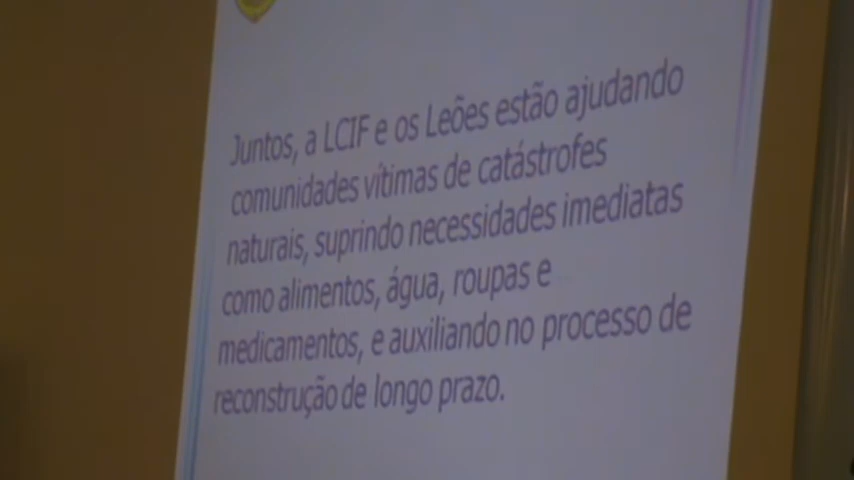 Juntos, a LCIF e os Leões estão ajudando
comunidades vítimas de catástrofes
naturais, suprindo necessidades imediatas
como alimentos, água, roupas e
medicamentos, e auxiliando no processo de
reconstrução de longo prazo.